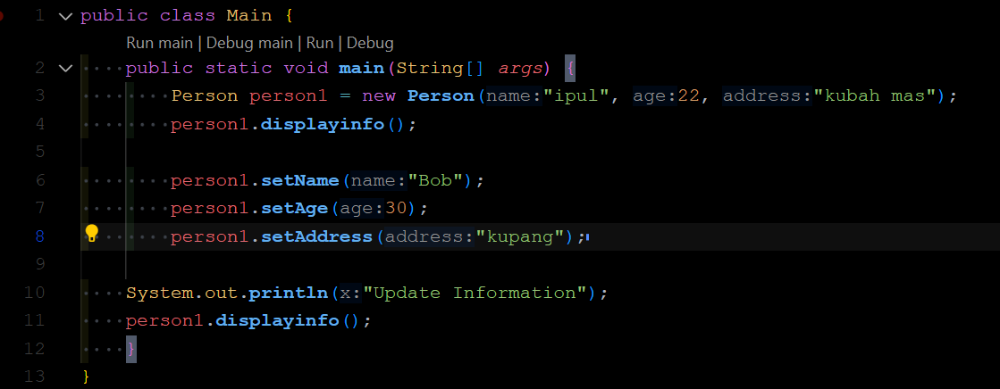 1 public class Main {
Run main | Debug main | Run | Debug
2 public static void main(String[] args) {
3 Person person1 = new Person(name:"ipul", age:22, address:"kubah mas");
4 person1.displayinfo();
5
6 person1.setName(name:"Bob");
7 person1.setAge(age:30);
8 person1.setAddress(address:"kupang");
9
10 System.out.println(x:"Update Information");
11 person1.displayinfo();
12 }
13 }